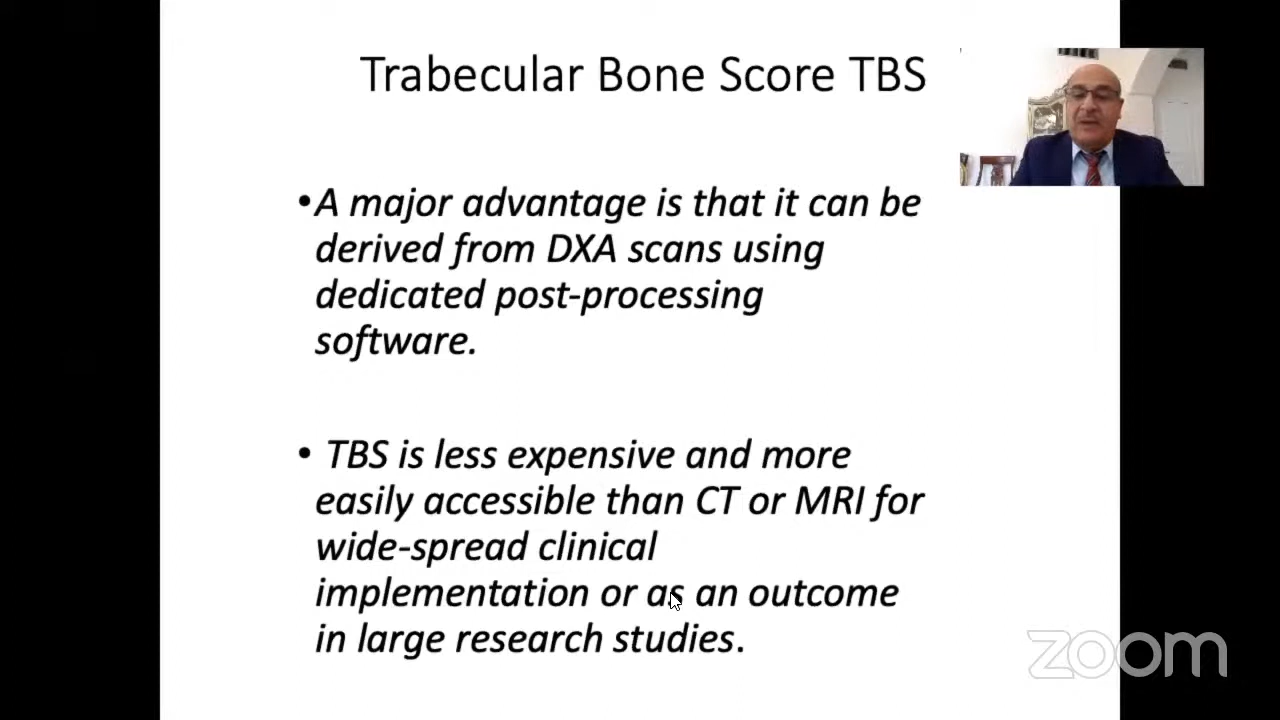 Trabecular Bone Score TBS
•A major advantage is that it can be
derived from DXA scans using
dedicated post-processing
software.
• TBS is less expensive and more
easily accessible than CT or MRI for
wide-spread clinical
implementation or as an outcome
in large research studies.
zoom